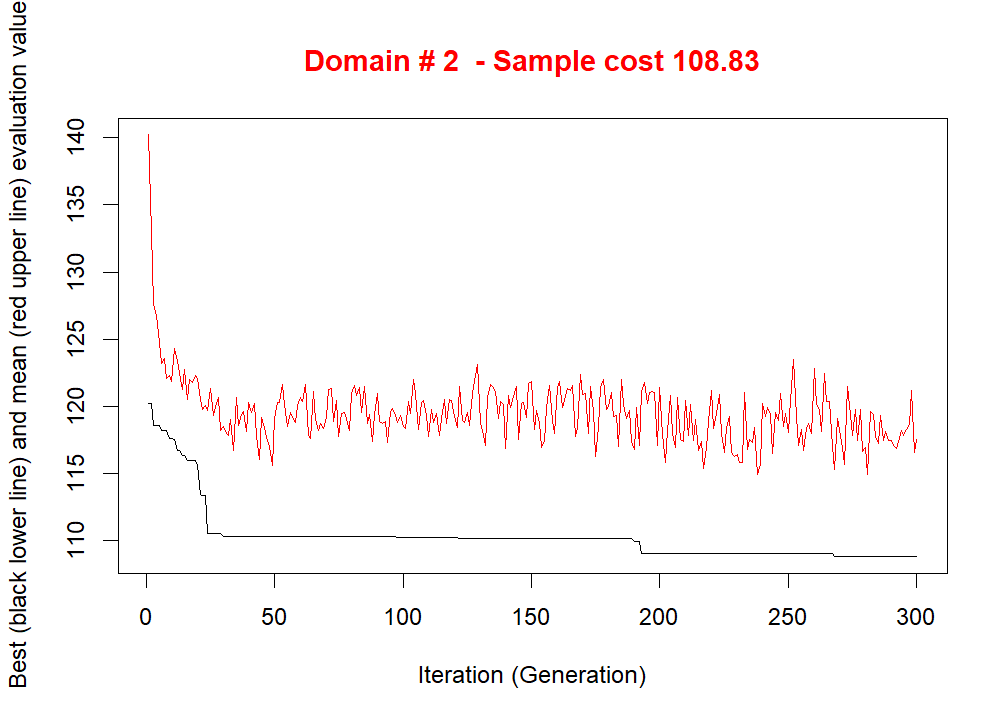 Domain # 2  - Sample cost 108.83
Best (black lower line) and mean (red upper line) evaluation value
140
135
130
125
120
115
110
0 50 100 150 200 250 300
Iteration (Generation)